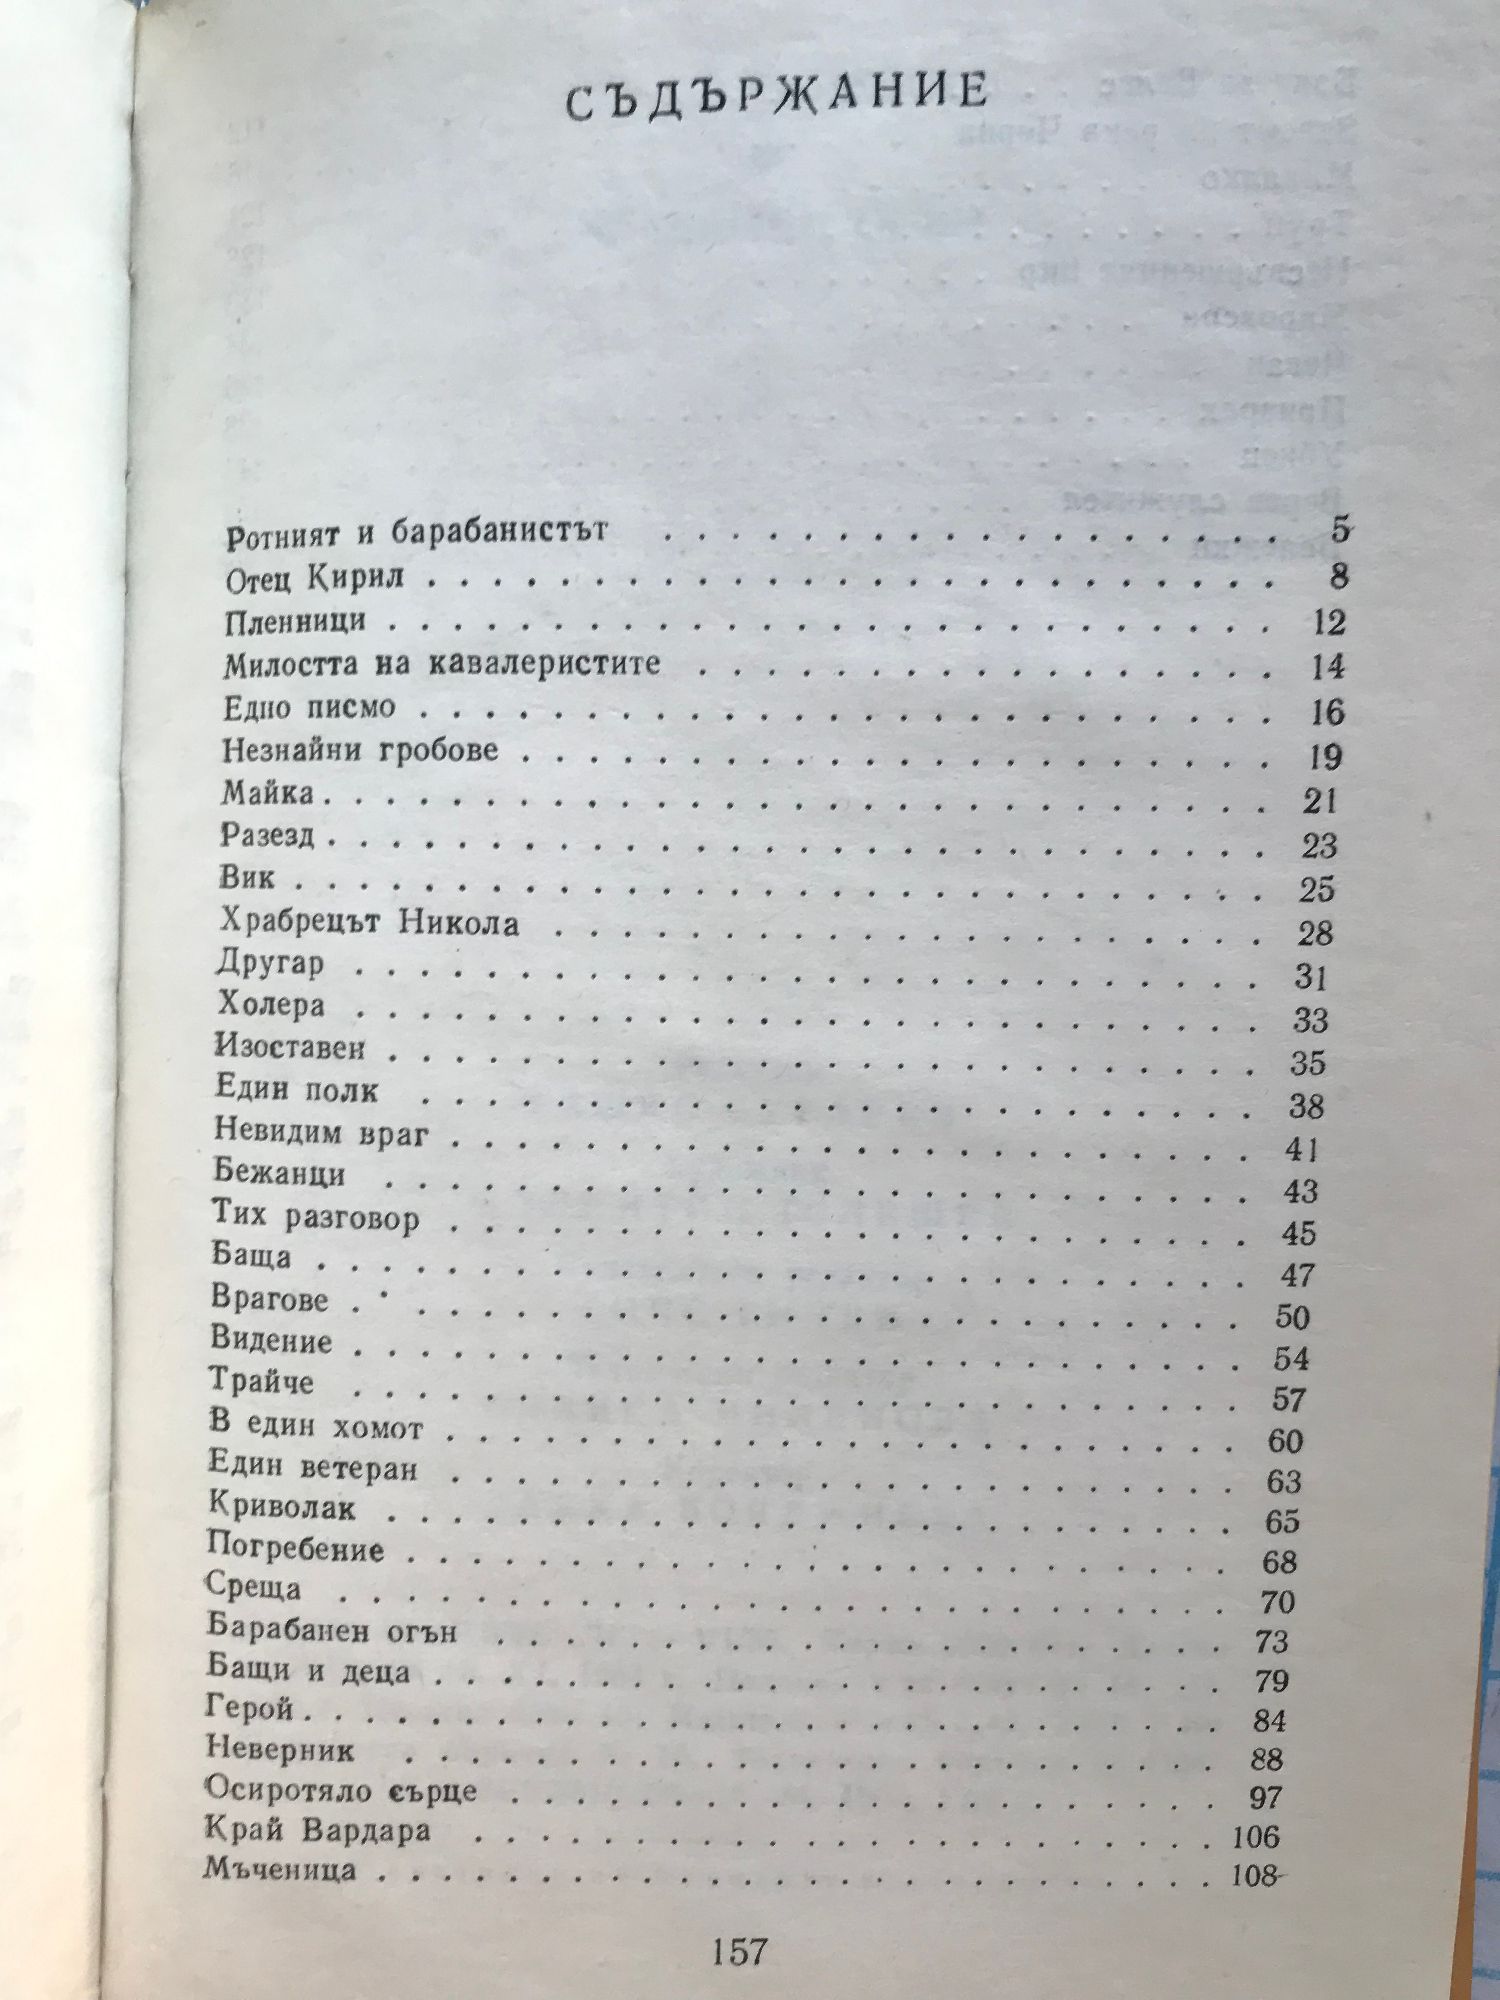 СЪДЪРЖАНИЕ
Ротният и барабанистът . . . . . . . . . . . . . . . . . . . 5
Отец Кирил . . . . . . . . . . . . . . . . . . . . . . . . . . 8
Пленници . . . . . . . . . . . . . . . . . . . . . . . . . . . 12
Милостта на кавалеристите . . . . . . . . . . . . . . . . . . 14
Едно писмо . . . . . . . . . . . . . . . . . . . . . . . . . . 16
Незнайни гробове . . . . . . . . . . . . . . . . . . . . . . . 19
Майка . . . . . . . . . . . . . . . . . . . . . . . . . . . . . 21
Разезд . . . . . . . . . . . . . . . . . . . . . . . . . . . . . 23
Вик . . . . . . . . . . . . . . . . . . . . . . . . . . . . . . 25
Храбрецът Никола . . . . . . . . . . . . . . . . . . . . . . 28
Другар . . . . . . . . . . . . . . . . . . . . . . . . . . . . 31
Холера . . . . . . . . . . . . . . . . . . . . . . . . . . . . 33
Изоставен . . . . . . . . . . . . . . . . . . . . . . . . . . . 35
Един полк . . . . . . . . . . . . . . . . . . . . . . . . . . 38
Невидим враг . . . . . . . . . . . . . . . . . . . . . . . . . 41
Бежанци . . . . . . . . . . . . . . . . . . . . . . . . . . . 43
Тих разговор . . . . . . . . . . . . . . . . . . . . . . . . . 45
Баща . . . . . . . . . . . . . . . . . . . . . . . . . . . . . 47
Врагове . . . . . . . . . . . . . . . . . . . . . . . . . . . . 50
Видение . . . . . . . . . . . . . . . . . . . . . . . . . . . . 54
Трайче . . . . . . . . . . . . . . . . . . . . . . . . . . . . 57
В един хомот . . . . . . . . . . . . . . . . . . . . . . . . . 60
Един ветеран . . . . . . . . . . . . . . . . . . . . . . . . . 63
Криволак . . . . . . . . . . . . . . . . . . . . . . . . . . . 65
Погребение . . . . . . . . . . . . . . . . . . . . . . . . . . 68
Среща . . . . . . . . . . . . . . . . . . . . . . . . . . . . 70
Барабанен огън . . . . . . . . . . . . . . . . . . . . . . . 73
Бащи и деца . . . . . . . . . . . . . . . . . . . . . . . . . 79
Герой . . . . . . . . . . . . . . . . . . . . . . . . . . . . . 84
Неверник . . . . . . . . . . . . . . . . . . . . . . . . . . 88
Осиротяло сърце . . . . . . . . . . . . . . . . . . . . . . 97
Край Вардара . . . . . . . . . . . . . . . . . . . . . . . 106
Мъченица . . . . . . . . . . . . . . . . . . . . . . . . . . 108
157